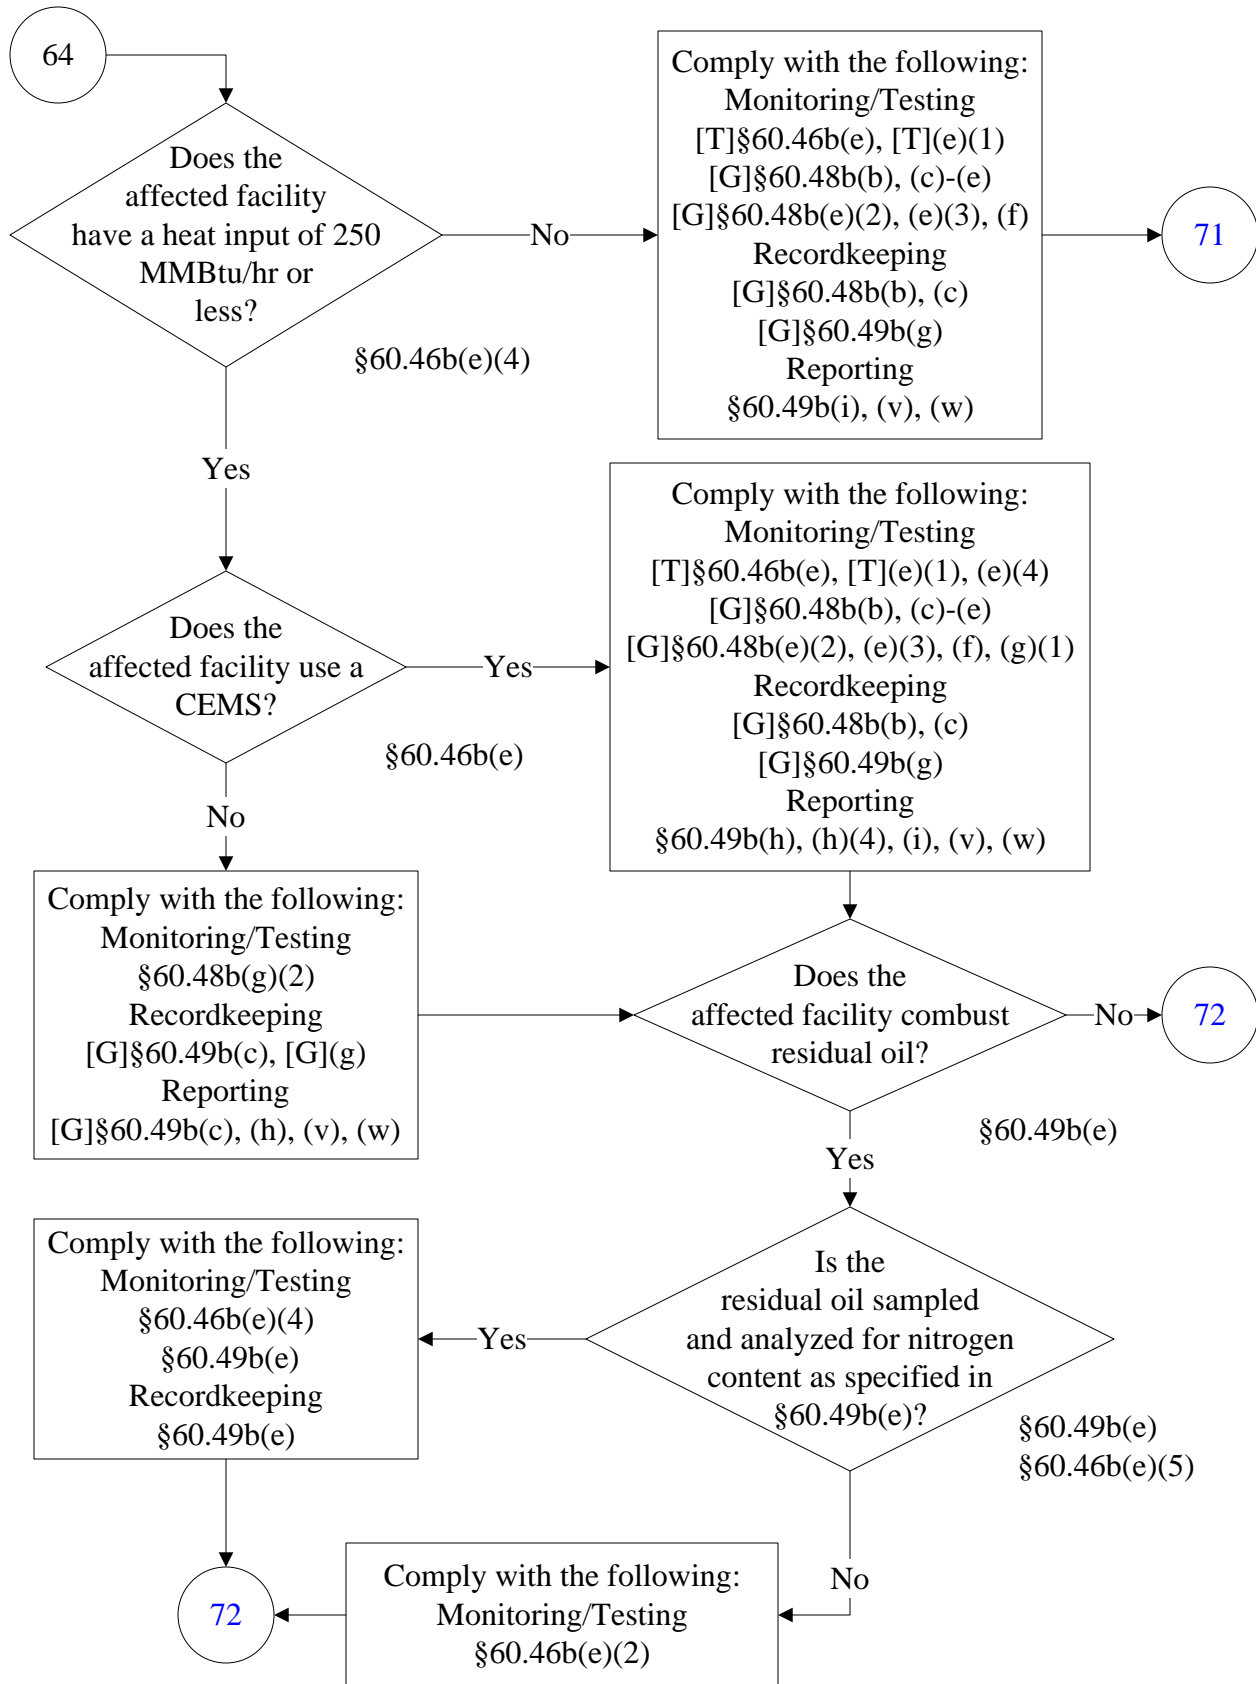 64
Does the
affected facility
have a heat input of 250
MMBtu/hr or
less?
No
§60.46b(e)(4)
Comply with the following:
Monitoring/Testing
[T]§60.46b(e), [T](e)(1)
[G]§60.48b(b), (c)-(e)
[G]§60.48b(e)(2), (e)(3), (f)
Recordkeeping
[G]§60.48b(b), (c)
[G]§60.49b(g)
Reporting
§60.49b(i), (v), (w)
71
Yes
Does the
affected facility use a
CEMS?
Yes
§60.46b(e)
Comply with the following:
Monitoring/Testing
[T]§60.46b(e), [T](e)(1), (e)(4)
[G]§60.48b(b), (c)-(e)
[G]§60.48b(e)(2), (e)(3), (f), (g)(1)
Recordkeeping
[G]§60.48b(b), (c)
[G]§60.49b(g)
Reporting
§60.49b(h), (h)(4), (i), (v), (w)
No
Comply with the following:
Monitoring/Testing
§60.48b(g)(2)
Recordkeeping
[G]§60.49b(c), [G](g)
Reporting
[G]§60.49b(c), (h), (v), (w)
Does the
affected facility combust
residual oil?
No
72
§60.49b(e)
Yes
Is the
residual oil sampled
and analyzed for nitrogen
content as specified in
§60.49b(e)?
§60.49b(e)
§60.46b(e)(5)
Yes
Comply with the following:
Monitoring/Testing
§60.46b(e)(4)
§60.49b(e)
Recordkeeping
§60.49b(e)
No
Comply with the following:
Monitoring/Testing
§60.46b(e)(2)
72